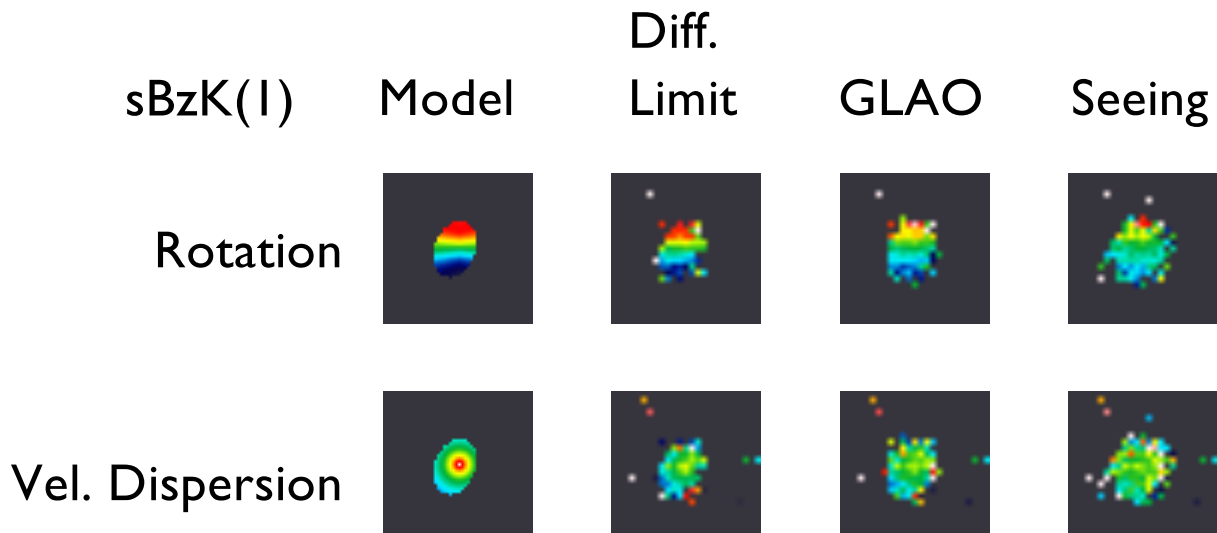 Diff.
sBzK(1) Model Limit GLAO Seeing
Rotation
Vel. Dispersion